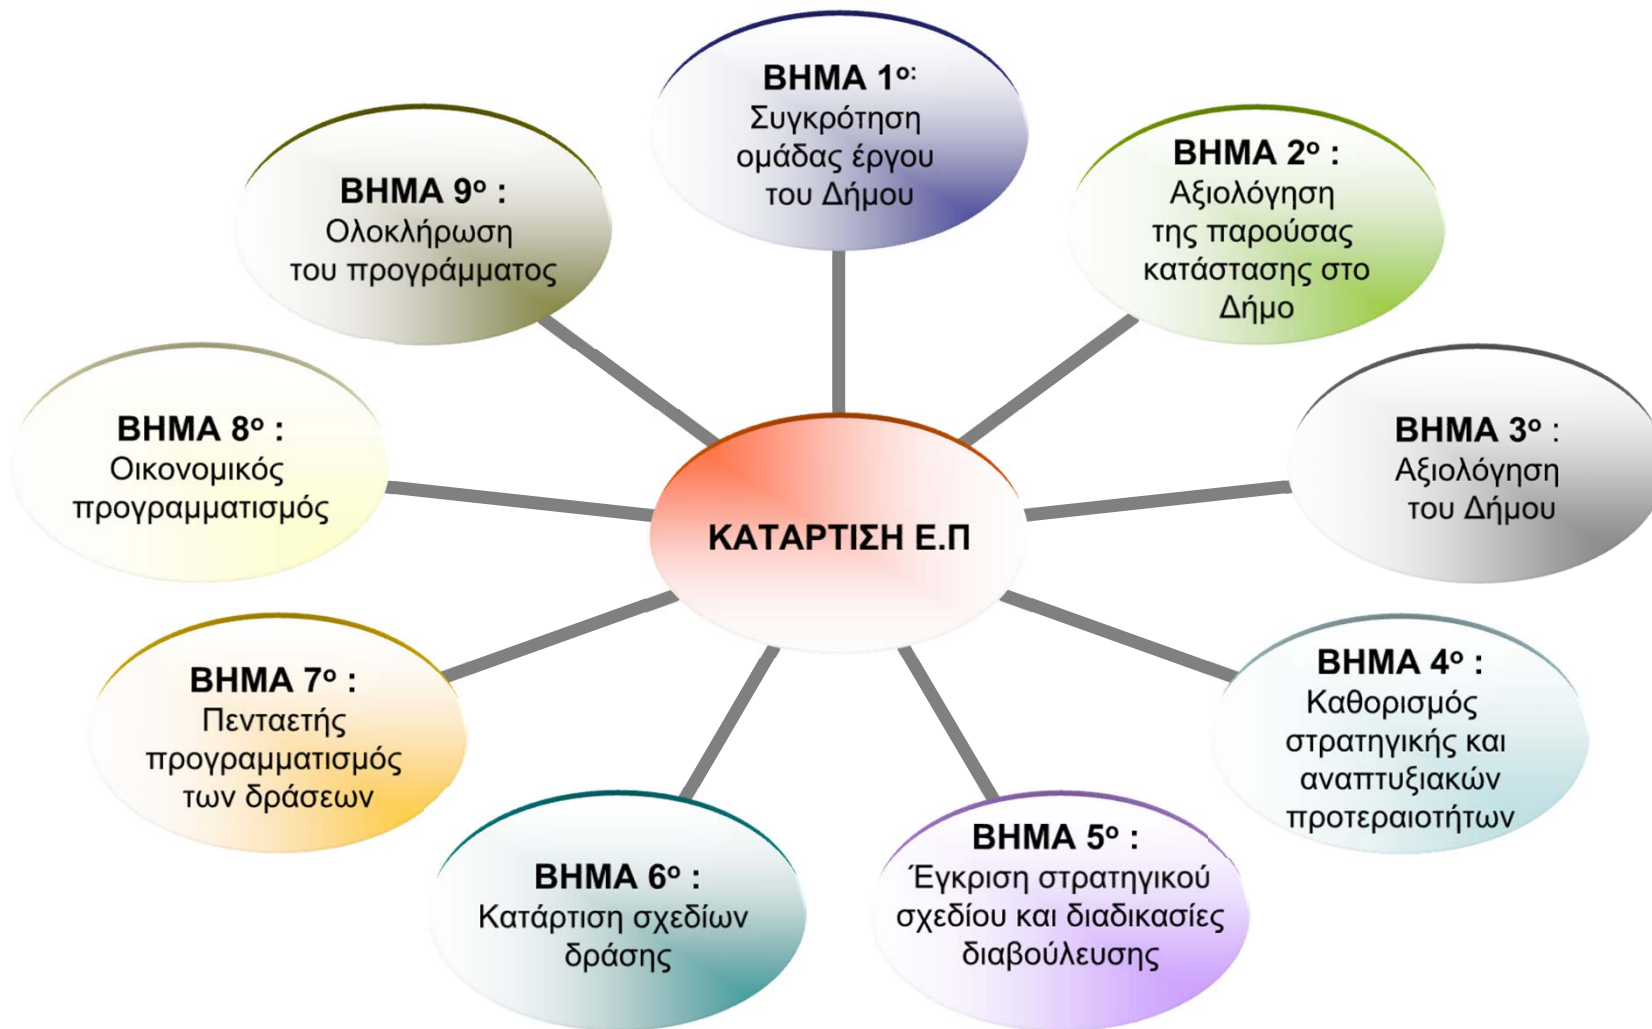 ΒΗΜΑ 1ο:
Συγκρότηση
ομάδας έργου
του Δήμου
ΒΗΜΑ 2ο :
Αξιολόγηση
της παρούσας
κατάστασης στο
Δήμο
ΒΗΜΑ 3ο :
Αξιολόγηση
του Δήμου
ΒΗΜΑ 4ο :
Καθορισμός
στρατηγικής και
αναπτυξιακών
προτεραιοτήτων
ΒΗΜΑ 5ο :
Έγκριση στρατηγικού
σχεδίου και διαδικασίες
διαβούλευσης
ΒΗΜΑ 6ο :
Κατάρτιση σχεδίων
δράσης
ΒΗΜΑ 7ο :
Πενταετής
προγραμματισμός
των δράσεων
ΒΗΜΑ 8ο :
Οικονομικός
προγραμματισμός
ΒΗΜΑ 9ο :
Ολοκλήρωση
του προγράμματος
ΚΑΤΑΡΤΙΣΗ Ε.Π